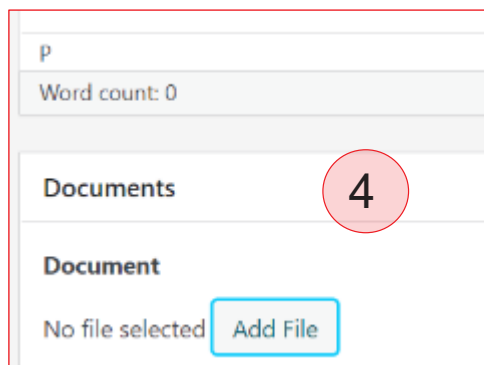 p
Word count: 0
Documents
4
Document
No file selected
Add File